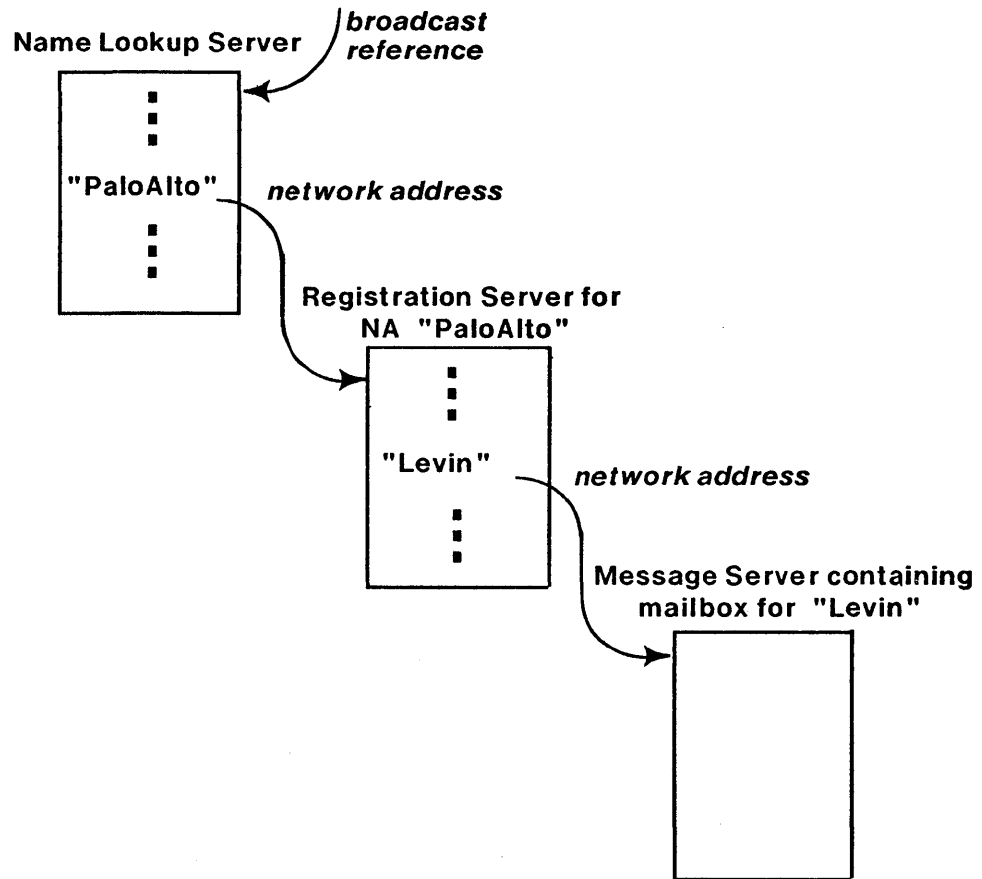 broadcast
reference
Name Lookup Server
"PaloAlto"
network address
Registration Server for
NA "PaloAlto"
"Levin"
network address
Message Server containing
mailbox for "Levin"